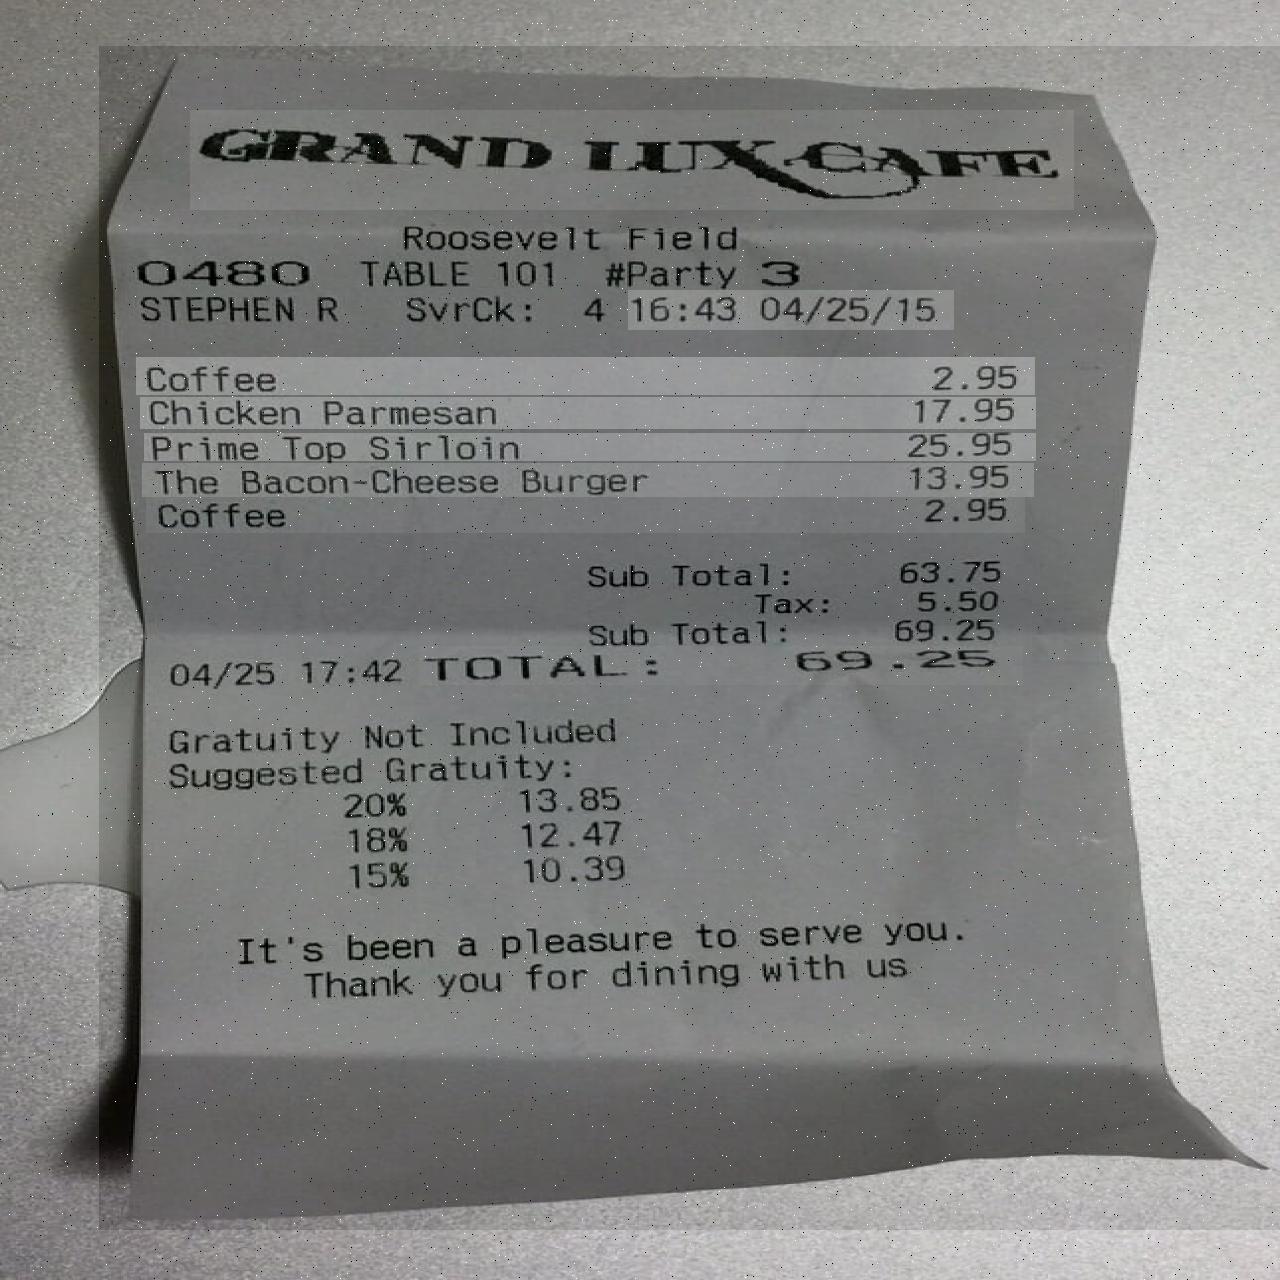 GRAND LUX CAFE
Roosevelt Field
0480 TABLE 101 #Party 3
STEPHEN R SvrCk: 4 16:43 04/25/15
Coffee 2.95
Chicken Parmesan 17.95
Prime Top Sirloin 25.95
The Bacon-Cheese Burger 13.95
Coffee 2.95
Sub Total: 63.75
Tax: 5.50
Sub Total: 69.25
04/25 17:42 TOTAL: 69.25
Gratuity Not Included
Suggested Gratuity:
20% 13.85
18% 12.47
15% 10.39
It's been a pleasure to serve you.
Thank you for dining with us